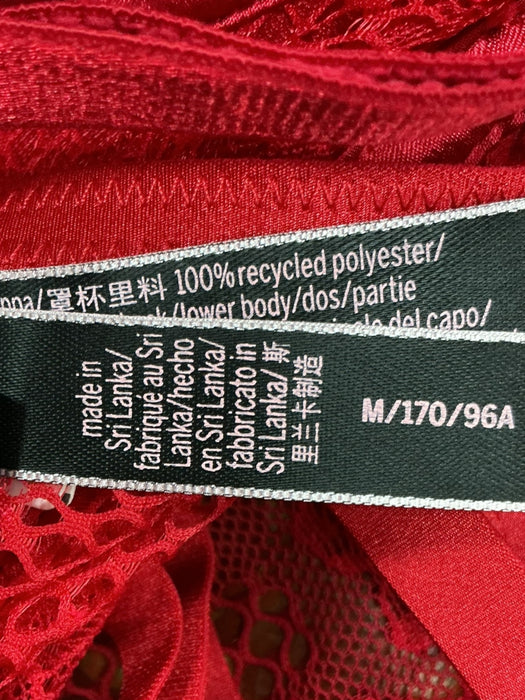 罩杯里料 100% recycled polyester/
/lower body/dos/partie
del capo/
made in
Sri Lanka/
fabriqué au Sri
Lanka/hecho
en Sri Lanka/
fabbricato in
Sri Lanka/ 斯
里兰卡制造
M/170/96A